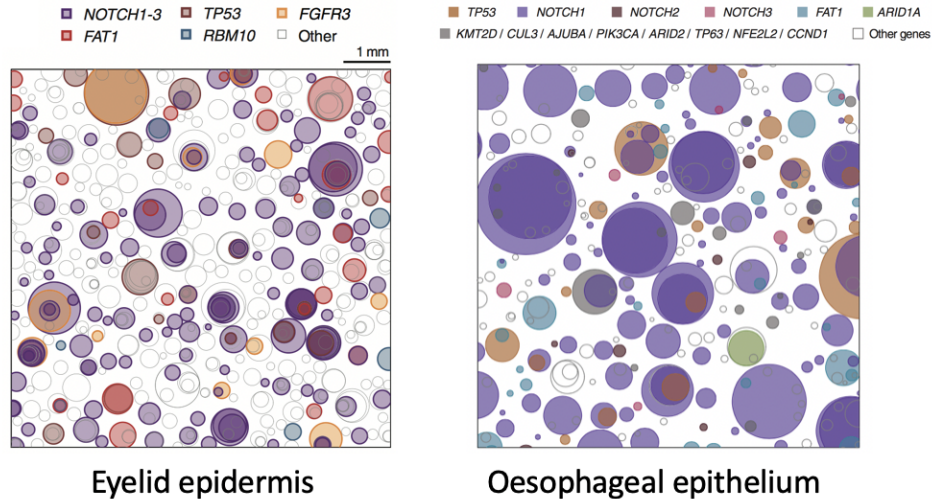 NOTCH1-3 TP53 FGFR3
FAT1 RBM10 Other
1 mm
Eyelid epidermis
TP53 NOTCH1 NOTCH2 NOTCH3 FAT1 ARID1A
KMT2D / CUL3 / AJUBA / PIK3CA / ARID2 / TP63 / NFE2L2 / CCND1 Other genes
Oesophageal epithelium